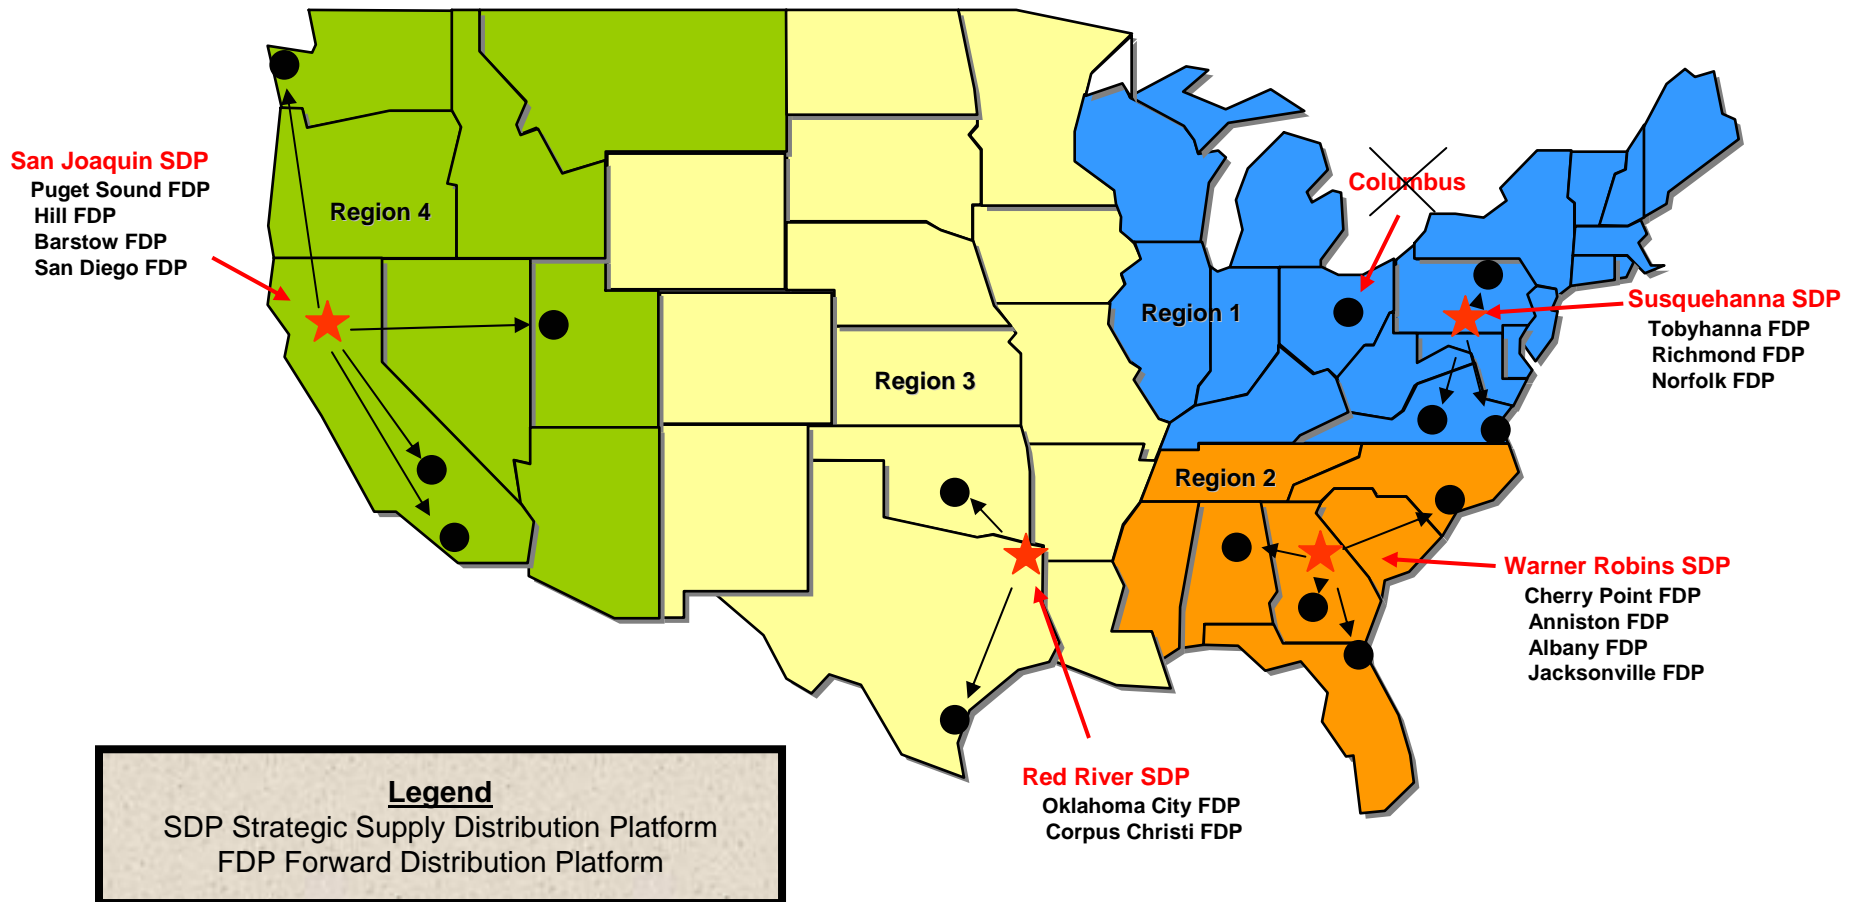 San Joaquin SDP
Puget Sound FDP
Hill FDP
Barstow FDP
San Diego FDP
Region 4
Columbus
Region 1
Susquehanna SDP
Tobyhanna FDP
Richmond FDP
Norfolk FDP
Region 3
Region 2
Warner Robins SDP
Cherry Point FDP
Anniston FDP
Albany FDP
Jacksonville FDP
Red River SDP
Oklahoma City FDP
Corpus Christi FDP
Legend
SDP Strategic Supply Distribution Platform
FDP Forward Distribution Platform